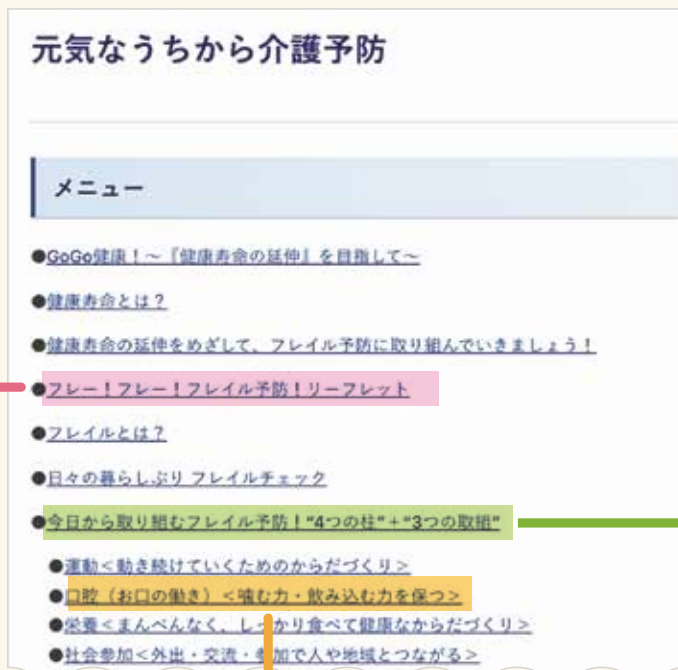 元気なうちから介護予防
メニュー
●GoGo健康！～『健康寿命の延伸』を目指して～
●健康寿命とは？
●健康寿命の延伸をめざして、フレイル予防に取り組んでいきましょう！
●フレー！フレー！フレイル予防！リーフレット
●フレイルとは？
●日々の暮らしぶり フレイルチェック
●今日から取り組むフレイル予防！"4つの柱"＋"3つの取組"
●運動＜動き続けていくためのからだづくり＞
●口腔（お口の働き）＜噛む力・飲み込む力を保つ＞
●栄養＜まんべんなく、しっかり食べて健康なからだづくり＞
●社会参加＜外出・交流・参加で人や地域とつながる＞